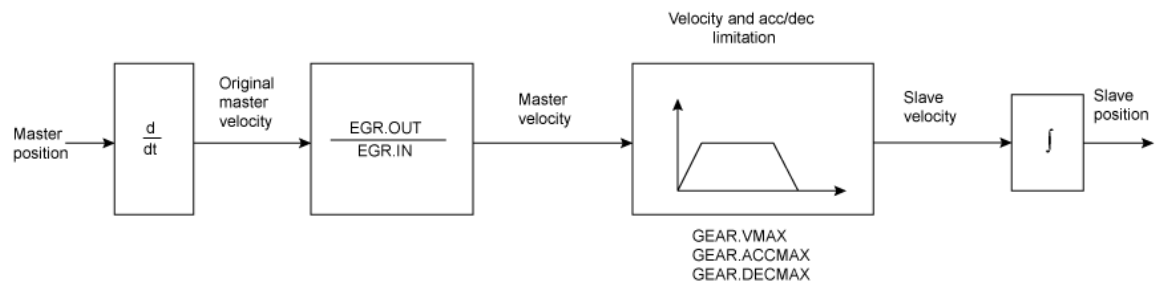 Velocity and acc/dec
limitation
Master
position
d
dt
Original
master
velocity
EGR.OUT
EGR.IN
Master
velocity
Slave
velocity
∫
Slave
position
GEAR.VMAX
GEAR.ACCMAX
GEAR.DECMAX